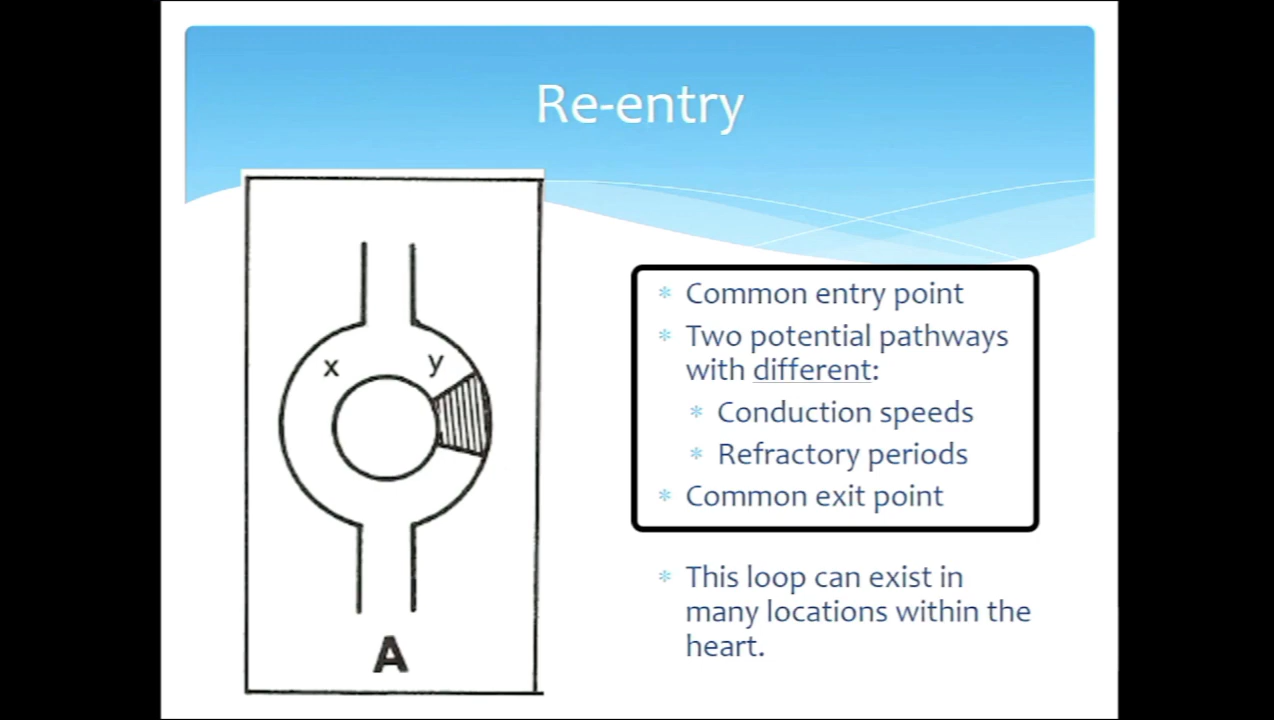 Re-entry
x
y
A
* Common entry point
* Two potential pathways
with different:
* Conduction speeds
* Refractory periods
* Common exit point
* This loop can exist in
many locations within the
heart.